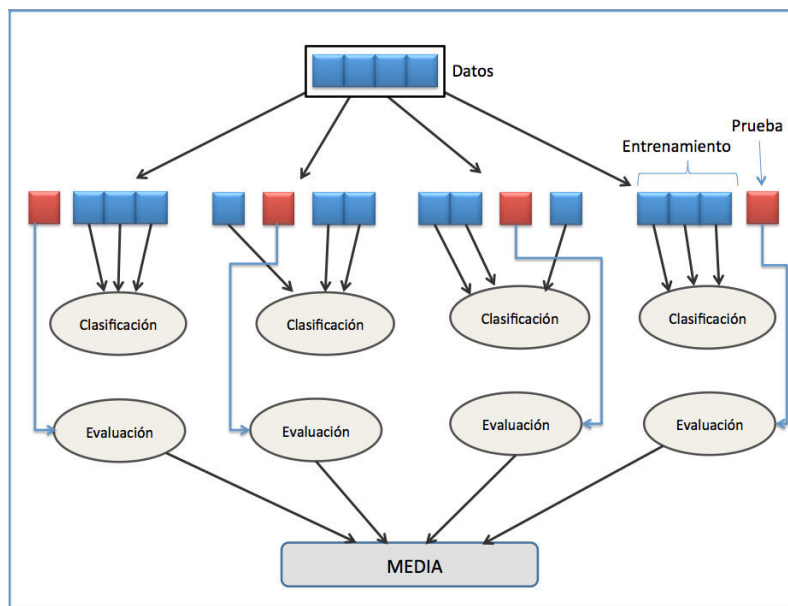 Datos
Prueba
Entrenamiento
Clasificación
Clasificación
Clasificación
Clasificación
Evaluación
Evaluación
Evaluación
Evaluación
MEDIA